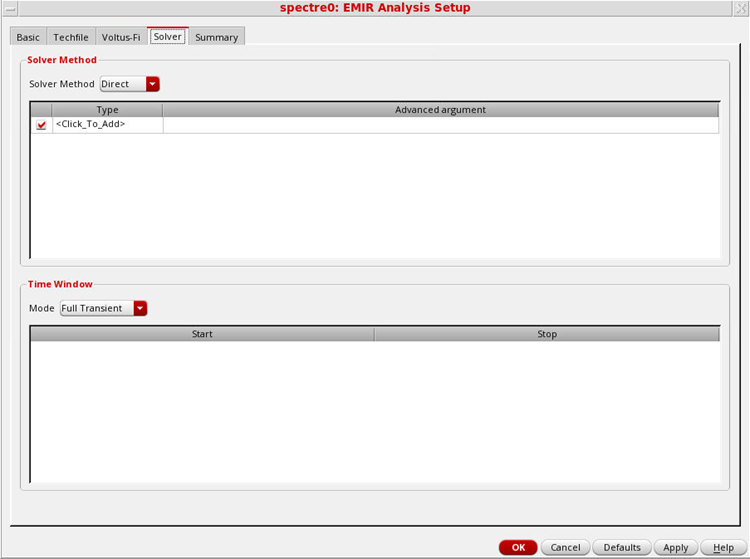 spectre0: EMIR Analysis Setup
Basic Techfile Voltus-Fi Solver Summary
Solver Method
Solver Method Direct
Type Advanced argument
<Click_To_Add>
Time Window
Mode Full Transient
Start Stop
OK Cancel Defaults Apply Help